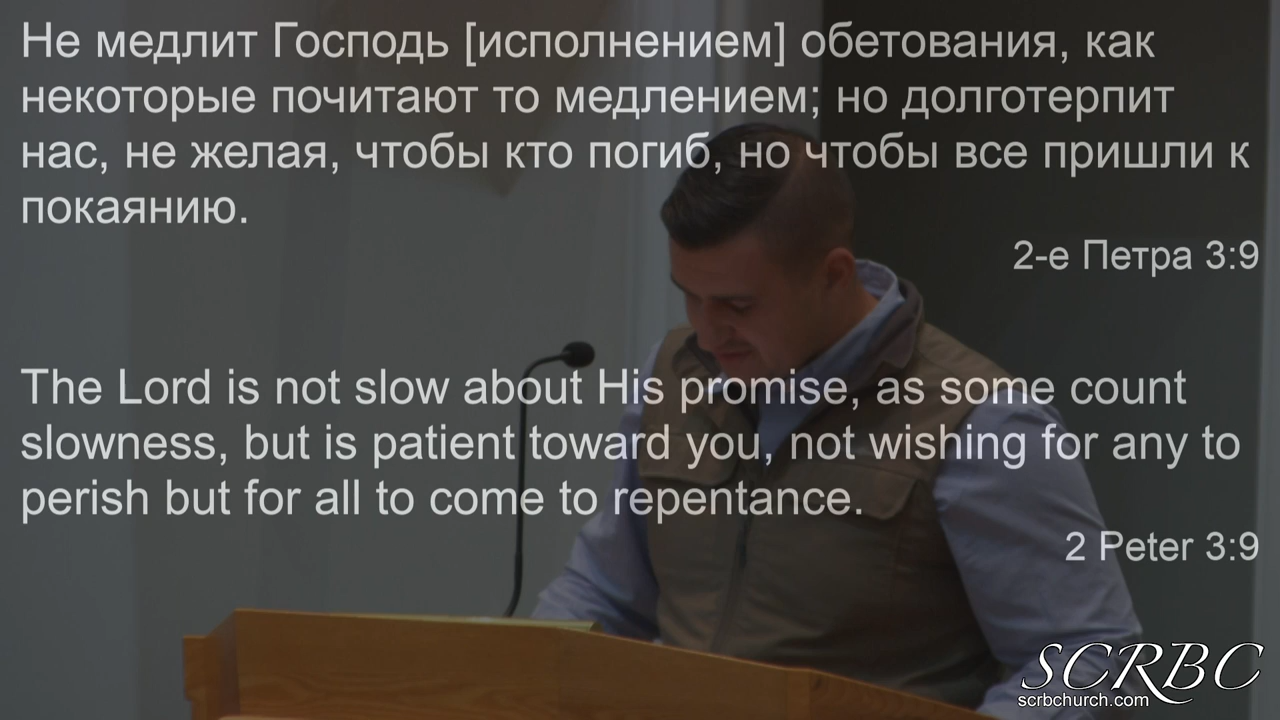 Не медлит Господь [исполнением] обетования, как
некоторые почитают то медлением; но долготерпит
нас, не желая, чтобы кто погиб, но чтобы все пришли к
покаянию.
2-е Петра 3:9
The Lord is not slow about His promise, as some count
slowness, but is patient toward you, not wishing for any to
perish but for all to come to repentance.
2 Peter 3:9
SCRBC
scrbchurch.com